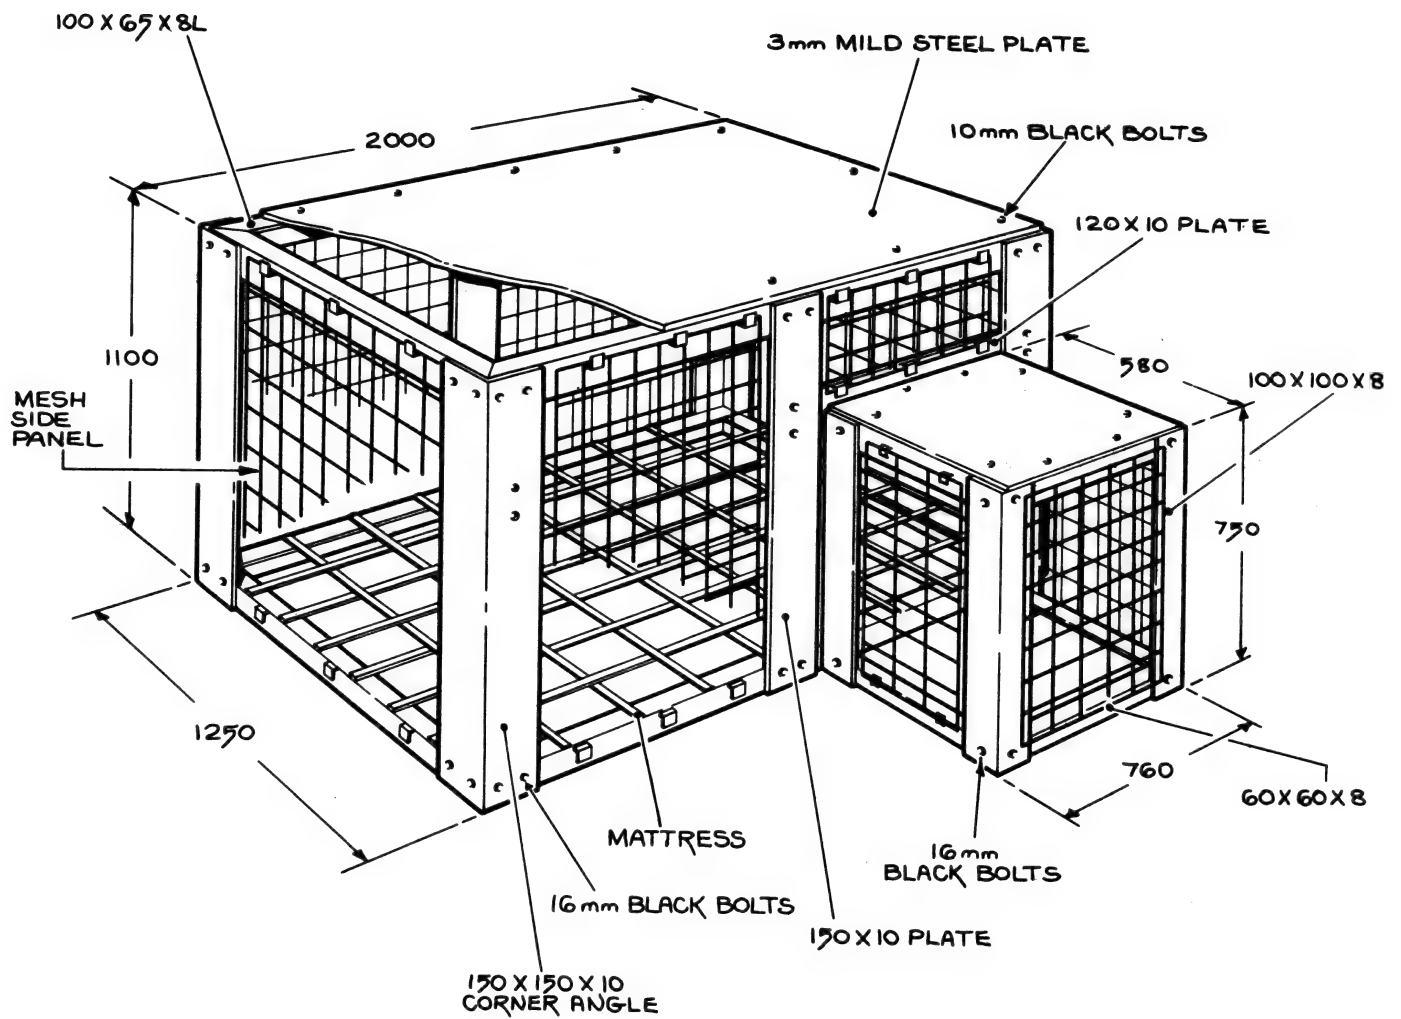 100 X 65 X 8L
3mm MILD STEEL PLATE
10mm BLACK BOLTS
2000
120 X 10 PLATE
1100
580
100 X 100 X 8
MESH
SIDE
PANEL
750
1250
760
60 X 60 X 8
MATTRESS
16mm
BLACK BOLTS
16mm BLACK BOLTS
150 X 10 PLATE
150 X 150 X 10
CORNER ANGLE